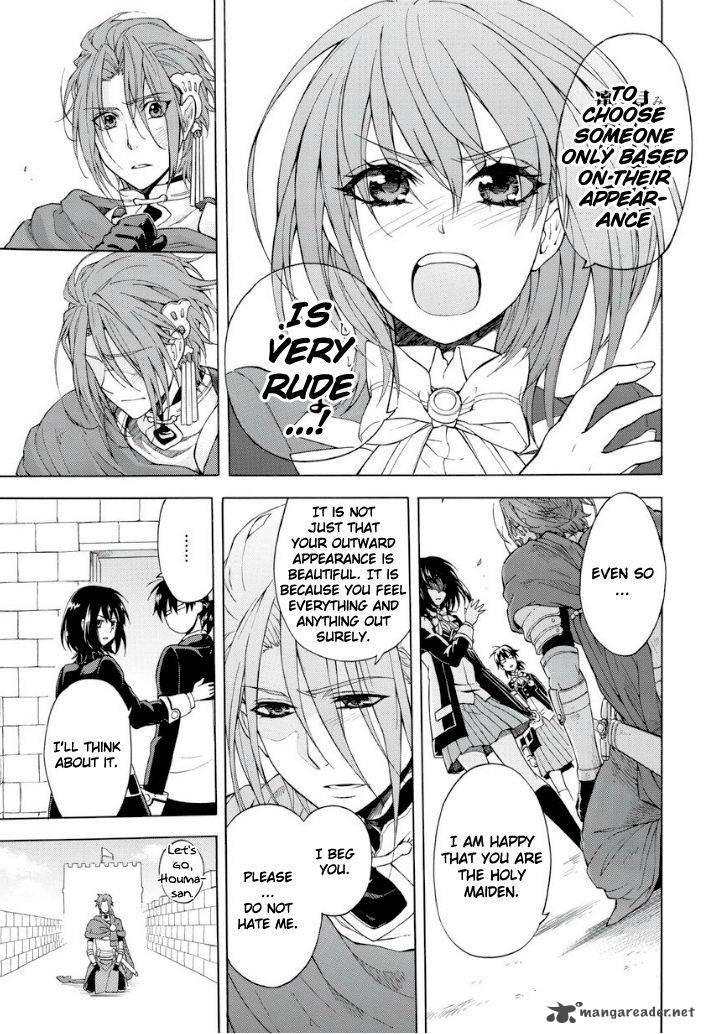 TO
CHOOSE
SOMEONE
ONLY BASED
ON THEIR
APPEAR-
ANCE
IS
VERY
RUDE
....!
EVEN SO
...
I AM HAPPY
THAT YOU ARE
THE HOLY
MAIDEN.
IT IS NOT
JUST THAT
YOUR OUTWARD
APPEARANCE
IS BEAUTIFUL. IT
IS BECAUSE
YOU FEEL
EVERYTHING AND
ANYTHING OUT
SURELY.
I BEG
YOU.
PLEASE
...
DO NOT
HATE ME.
......
I'LL THINK
ABOUT IT.
Let's
Go,
Houma-
san.
mangareader.net